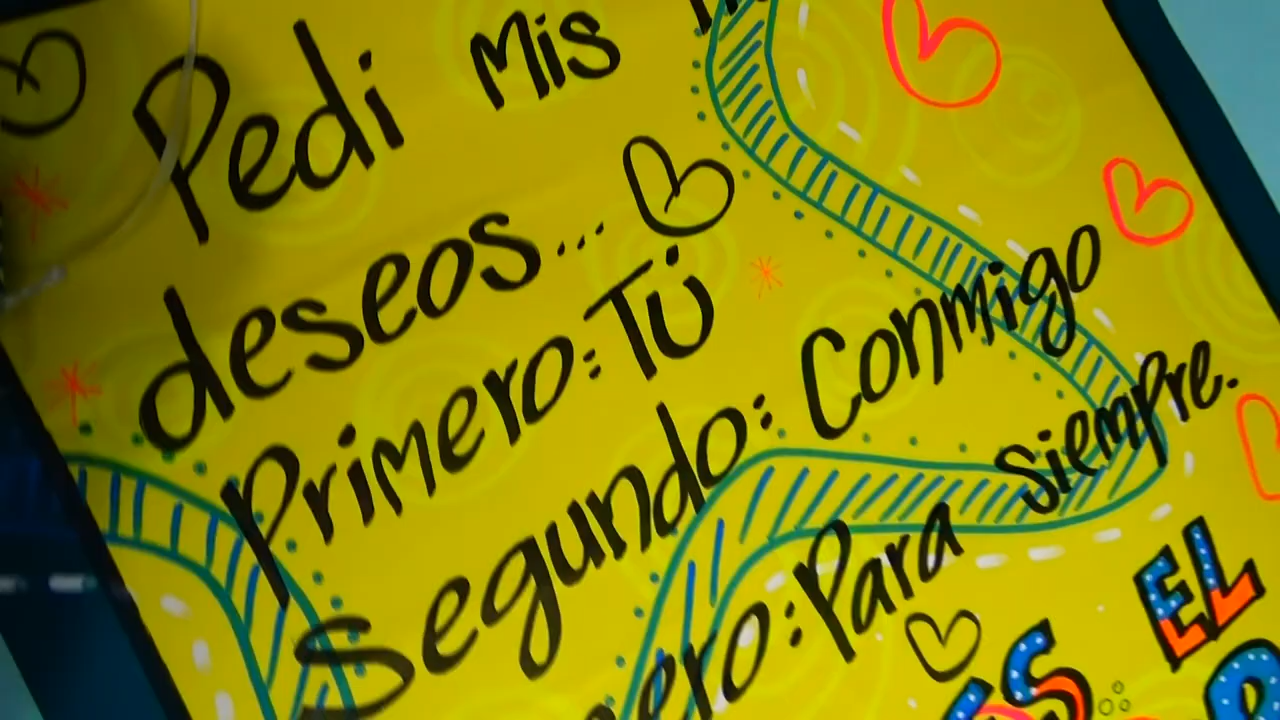 Pedi Mis
deseos...
Primero: Tú
Segundo: Conmigo
Para siempre.
EL